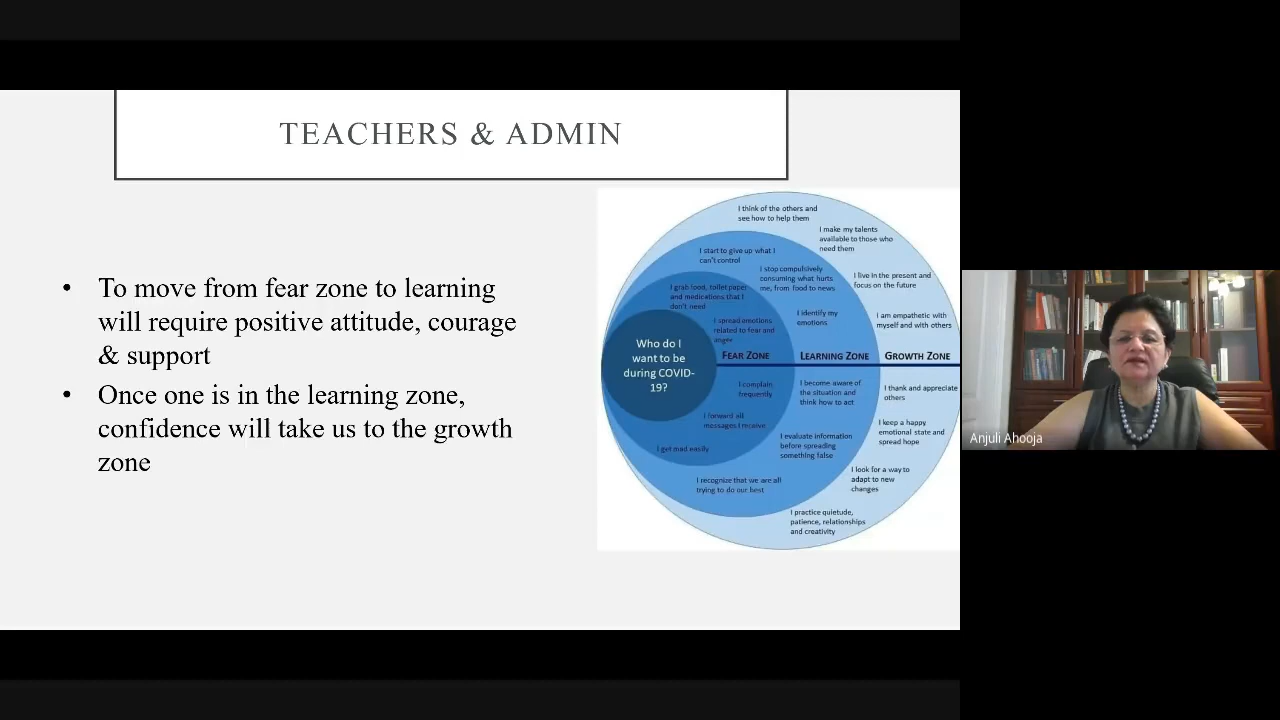 TEACHERS & ADMIN
• To move from fear zone to learning
will require positive attitude, courage
& support
• Once one is in the learning zone,
confidence will take us to the growth
zone
Who do I
want to be
during COVID-
19?
FEAR ZONE
I grab food, toilet paper
and medications that I
don't need
I spread emotions
related to fear and
anger
I complain
frequently
I forward all
messages I receive
I get mad easily
LEARNING ZONE
I start to give up what I
can't control
I stop compulsively
consuming what hurts
me, from food to news
I identify my
emotions
I become aware of
the situation and
think how to act
I evaluate information
before spreading
something false
I recognize that we are all
trying to do our best
GROWTH ZONE
I think of the others and
see how to help them
I make my talents
available to those who
need them
I live in the present and
focus on the future
I am empathetic with
myself and with others
I thank and appreciate
others
I keep a happy
emotional state and
spread hope
I look for a way to
adapt to new
changes
I practice quietude,
patience, relationships
and creativity
Anjuli Ahooja